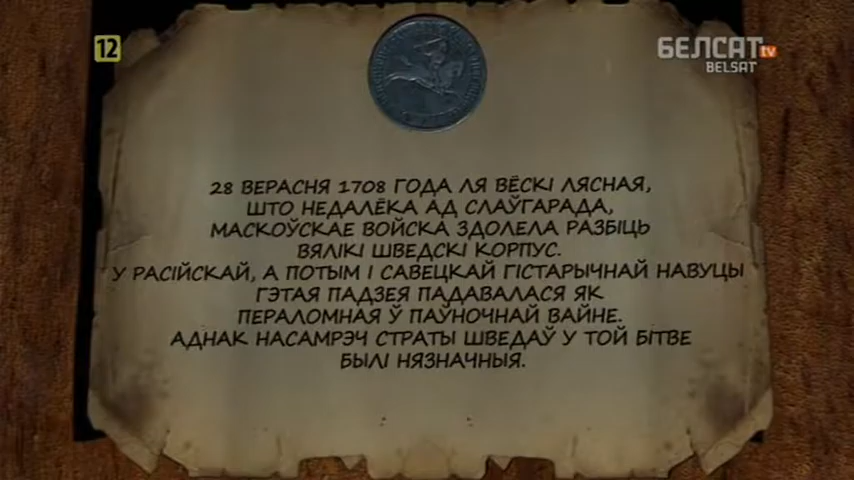 12
БЕЛСАТ tv
BELSAT
28 ВЕРАСНЯ 1708 ГОДА ЛЯ ВЁСКІ ЛЯСНАЯ,
ШТО НЕДАЛЁКА АД СЛАЎГАРАДА,
МАСКОЎСКАЕ ВОЙСКА ЗДОЛЕЛА РАЗБІЦЬ
ВЯЛІКІ ШВЕДСКІ КОРПУС.
У РАСІЙСКАЙ, А ПОТЫМ І САВЕЦКАЙ ГІСТАРЫЧНАЙ НАВУЦЫ
ГЭТАЯ ПАДЗЕЯ ПАДАВАЛАСЯ ЯК
ПЕРАЛОМНАЯ Ў ПАЎНОЧНАЙ ВАЙНЕ.
АДНАК НАСАМРЭЧ СТРАТЫ ШВЕДАЎ У ТОЙ БІТВЕ
БЫЛІ НЯЗНАЧНЫЯ.